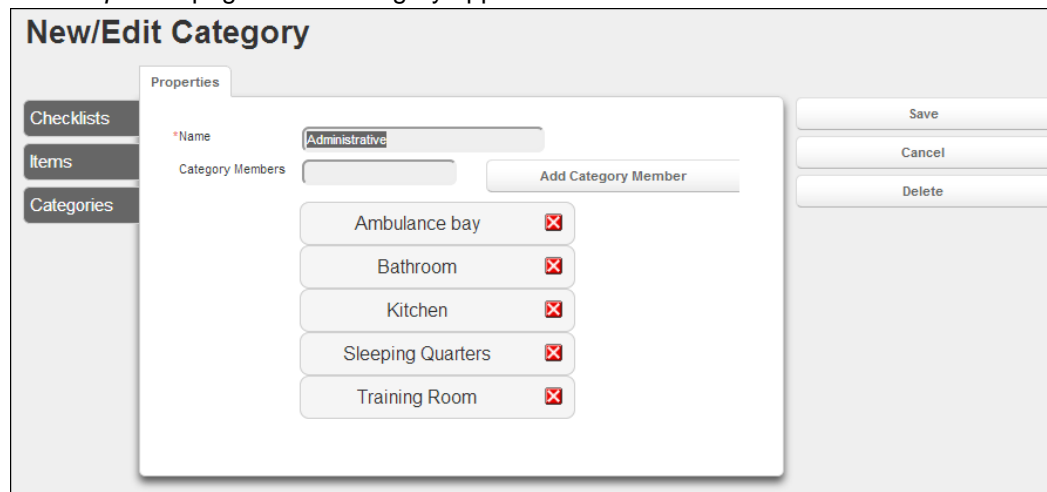 New/Edit Category
Properties
Checklists
Items
Categories
*Name
Administrative
Category Members
Add Category Member
Ambulance bay
Bathroom
Kitchen
Sleeping Quarters
Training Room
Save
Cancel
Delete